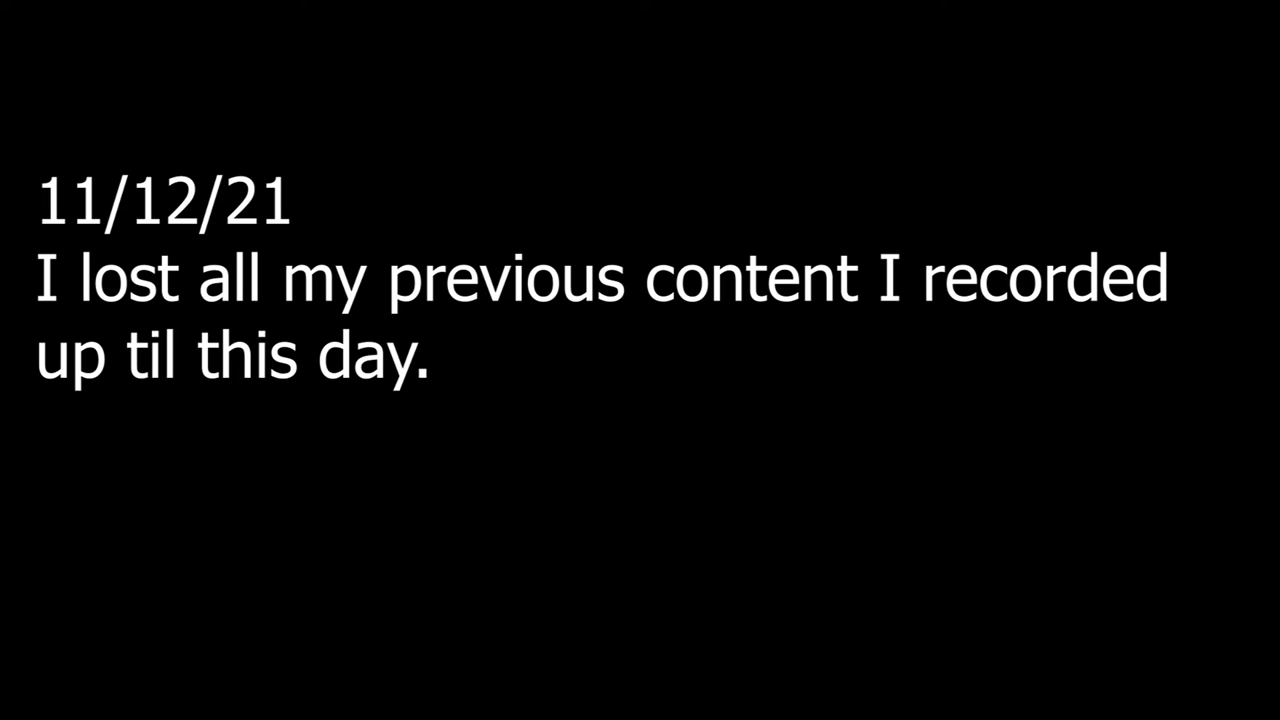 11/12/21
I lost all my previous content I recorded
up til this day.